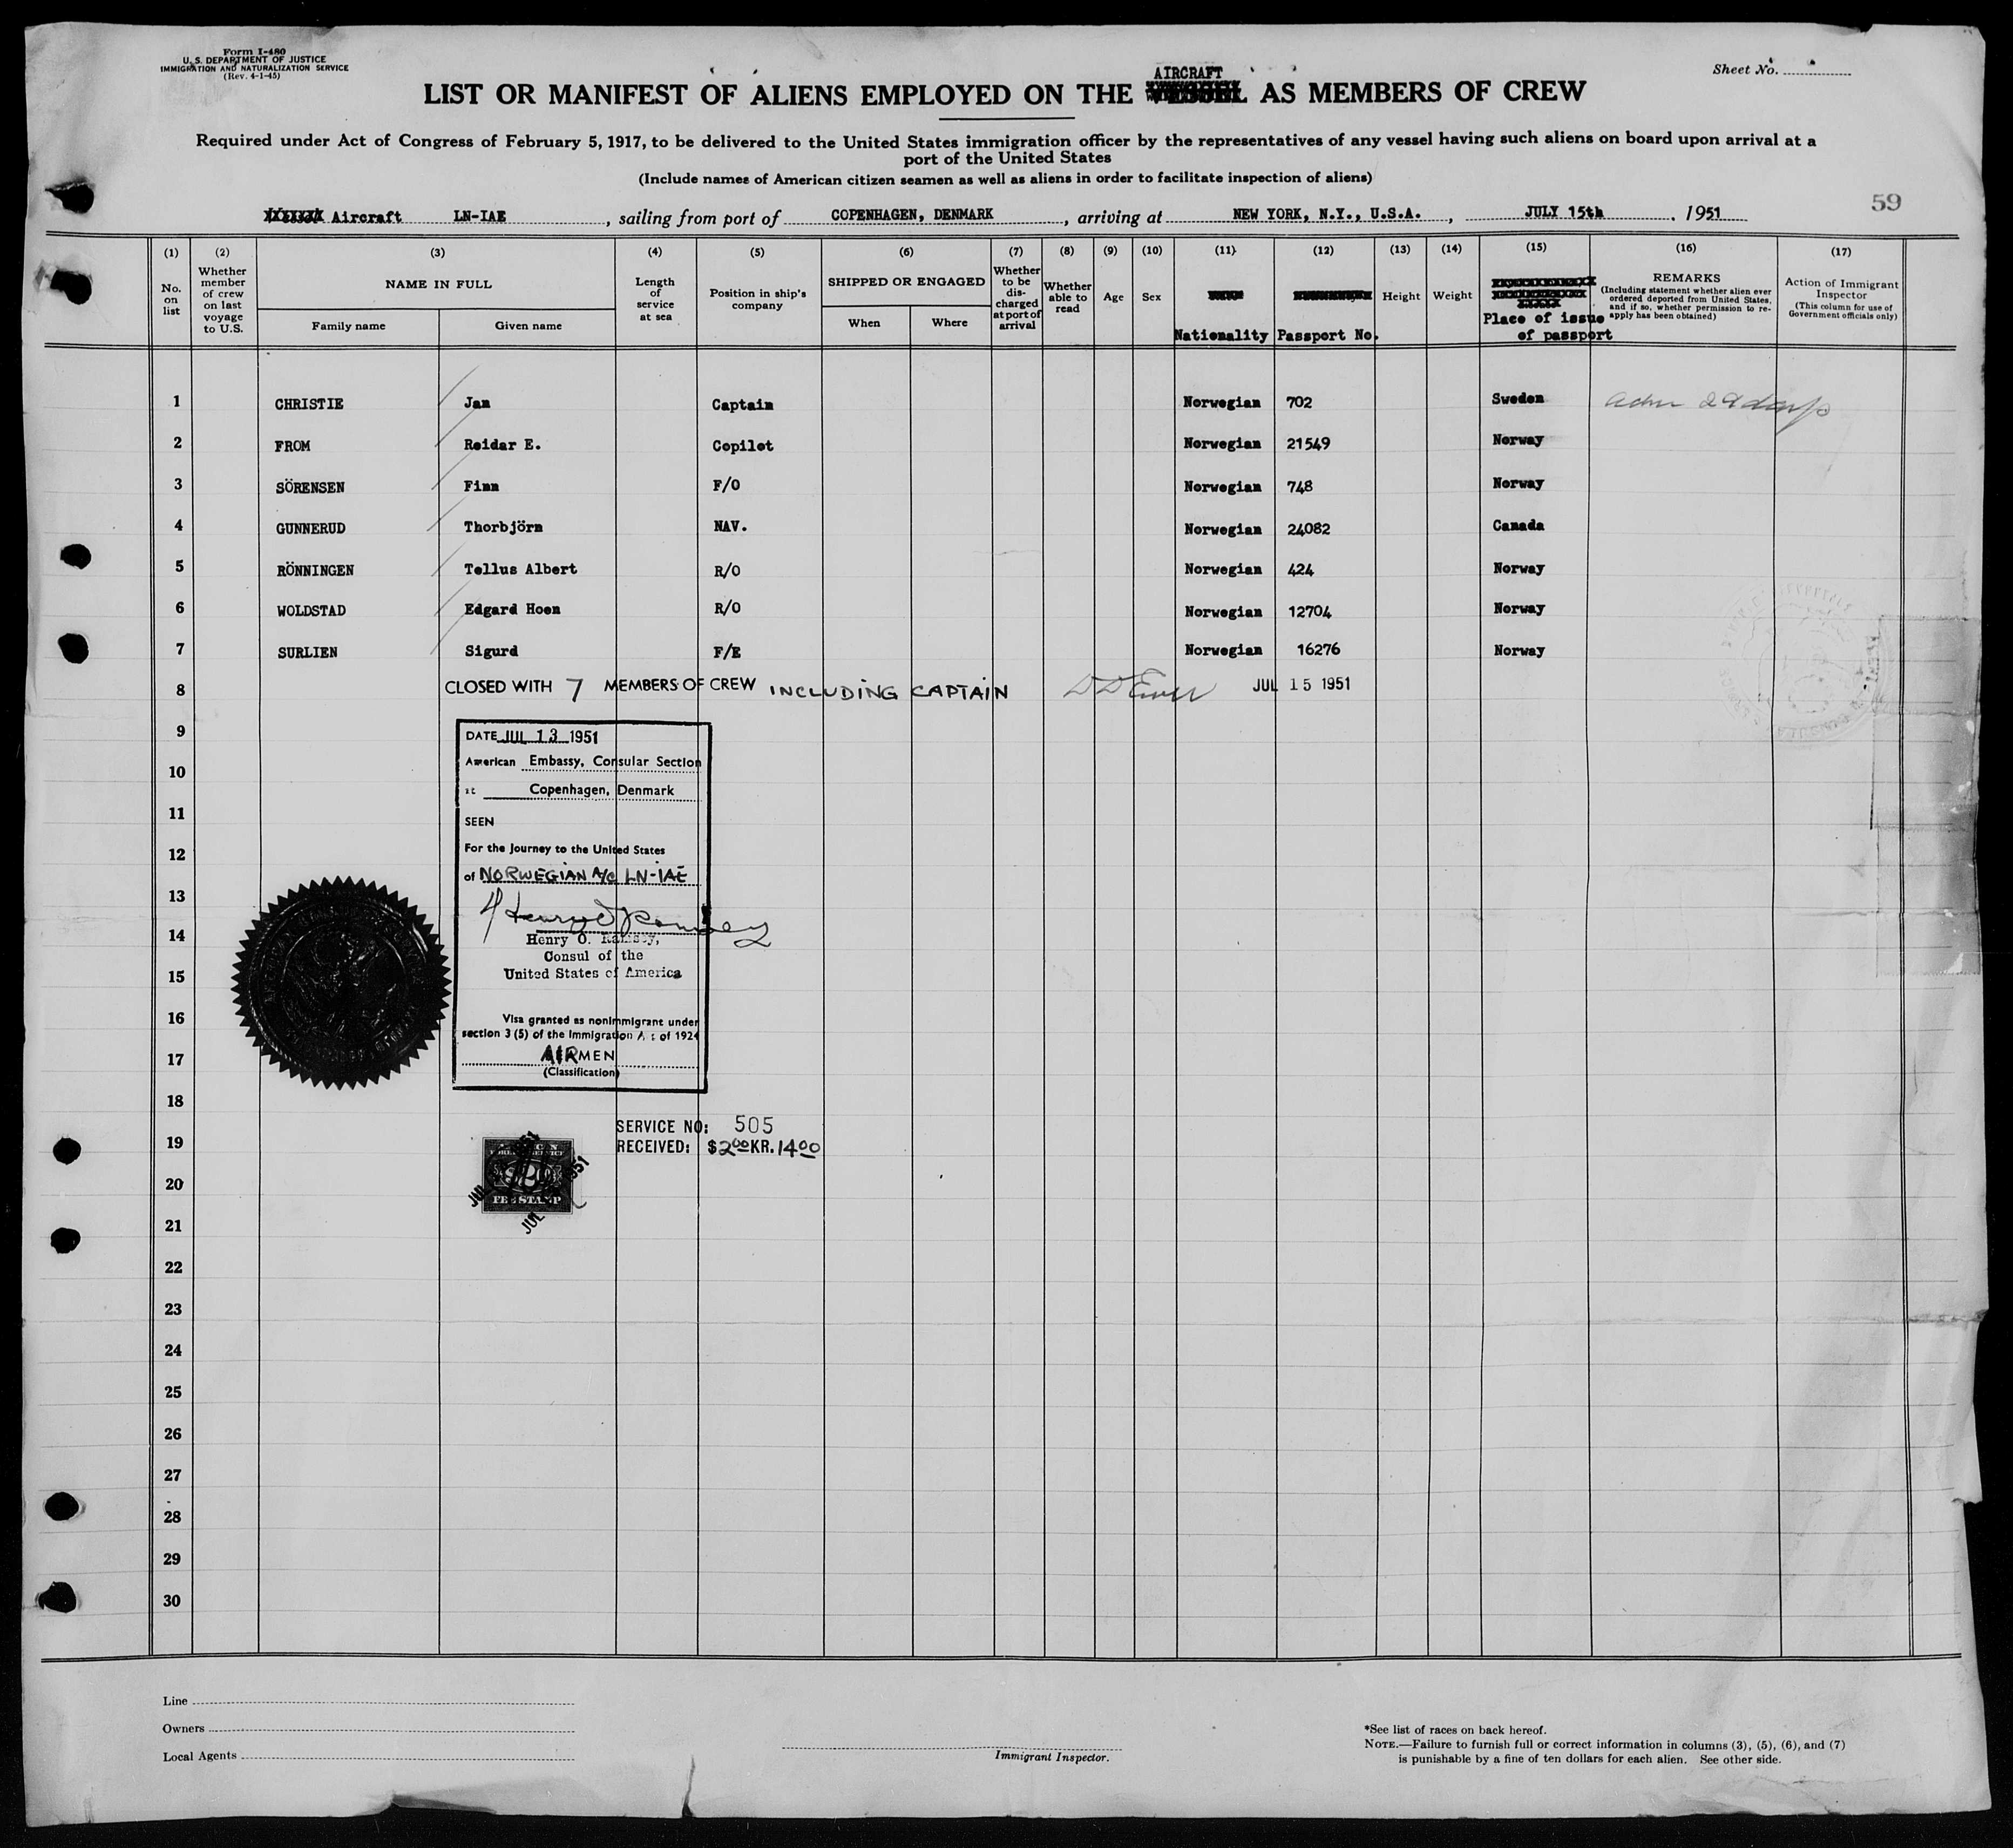 Form I-480
U. S. DEPARTMENT OF JUSTICE
IMMIGRATION AND NATURALIZATION SERVICE
(Rev. 4-1-45)
Sheet No.
AIRCRAFT
LIST OR MANIFEST OF ALIENS EMPLOYED ON THE VESSEL AS MEMBERS OF CREW
Required under Act of Congress of February 5, 1917, to be delivered to the United States immigration officer by the representatives of any vessel having such aliens on board upon arrival at a
port of the United States
(Include names of American citizen seamen as well as aliens in order to facilitate inspection of aliens)
Aircraft LN-IAE, sailing from port of COPENHAGEN, DENMARK, arriving at NEW YORK, N.Y., U.S.A., JULY 15th, 1951
59
(1) (2) (3) (4) (5) (6) (7) (8) (9) (10) (11) (12) (13) (14) (15) (16) (17)
No. on list
Whether member of crew on last voyage to U.S.
NAME IN FULL
Family name
Given name
Length of service at sea
Position in ship's company
SHIPPED OR ENGAGED
When
Where
Whether to be discharged at port of arrival
Whether able to read
Age
Sex
Nationality
Passport No.
Height
Weight
Place of issue of passport
REMARKS
(Including statement whether alien ever ordered deported from United States, and if so, whether permission to reapply has been obtained)
Action of Immigrant Inspector
(This column for use of Government officials only)
1 CHRISTIE Jan Captain Norwegian 702 Sweden adm 29 days
2 FROM Reidar E. Copilot Norwegian 21549 Norway
3 SÖRENSEN Finn F/O Norwegian 748 Norway
4 GUNNERUD Thorbjörn NAV. Norwegian 24082 Canada
5 RÖNNINGEN Tellus Albert R/O Norwegian 424 Norway
6 WOLDSTAD Edgard Hoen R/O Norwegian 12704 Norway
7 SURLIEN Sigurd F/E Norwegian 16276 Norway
8 CLOSED WITH 7 MEMBERS OF CREW INCLUDING CAPTAIN JUL 15 1951
9
DATE JUL 13 1951
American Embassy, Consular Section
10
at Copenhagen, Denmark
11
SEEN
12
For the Journey to the United States
of NORWEGIAN A/C LN-IAE
13
Henry O. Ramsey
14
Henry O. Ramsey,
Consul of the
15
United States of America
16
Visa granted as nonimmigrant under
section 3 (5) of the Immigration Act of 1924
17
AIRMEN
(Classification)
18
SERVICE NO: 505
19
RECEIVED: $2.00 KR. 14.00
FEE STAMP
20
21
22
23
24
25
26
27
28
29
30
Line
Owners
Local Agents
Immigrant Inspector.
*See list of races on back hereof.
NOTE.—Failure to furnish full or correct information in columns (3), (5), (6), and (7)
is punishable by a fine of ten dollars for each alien. See other side.